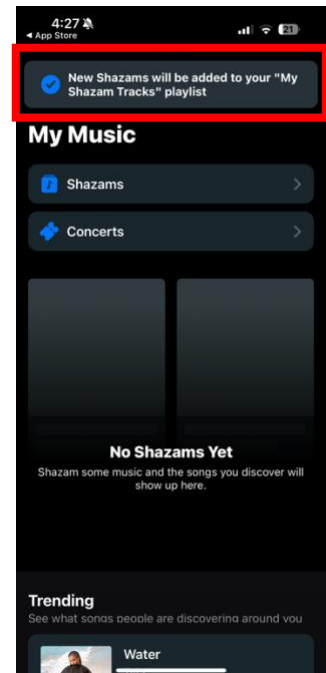 4:27
App Store
21
New Shazams will be added to your "My
Shazam Tracks" playlist
My Music
Shazams
Concerts
No Shazams Yet
Shazam some music and the songs you discover will
show up here.
Trending
See what songs people are discovering around you
Water